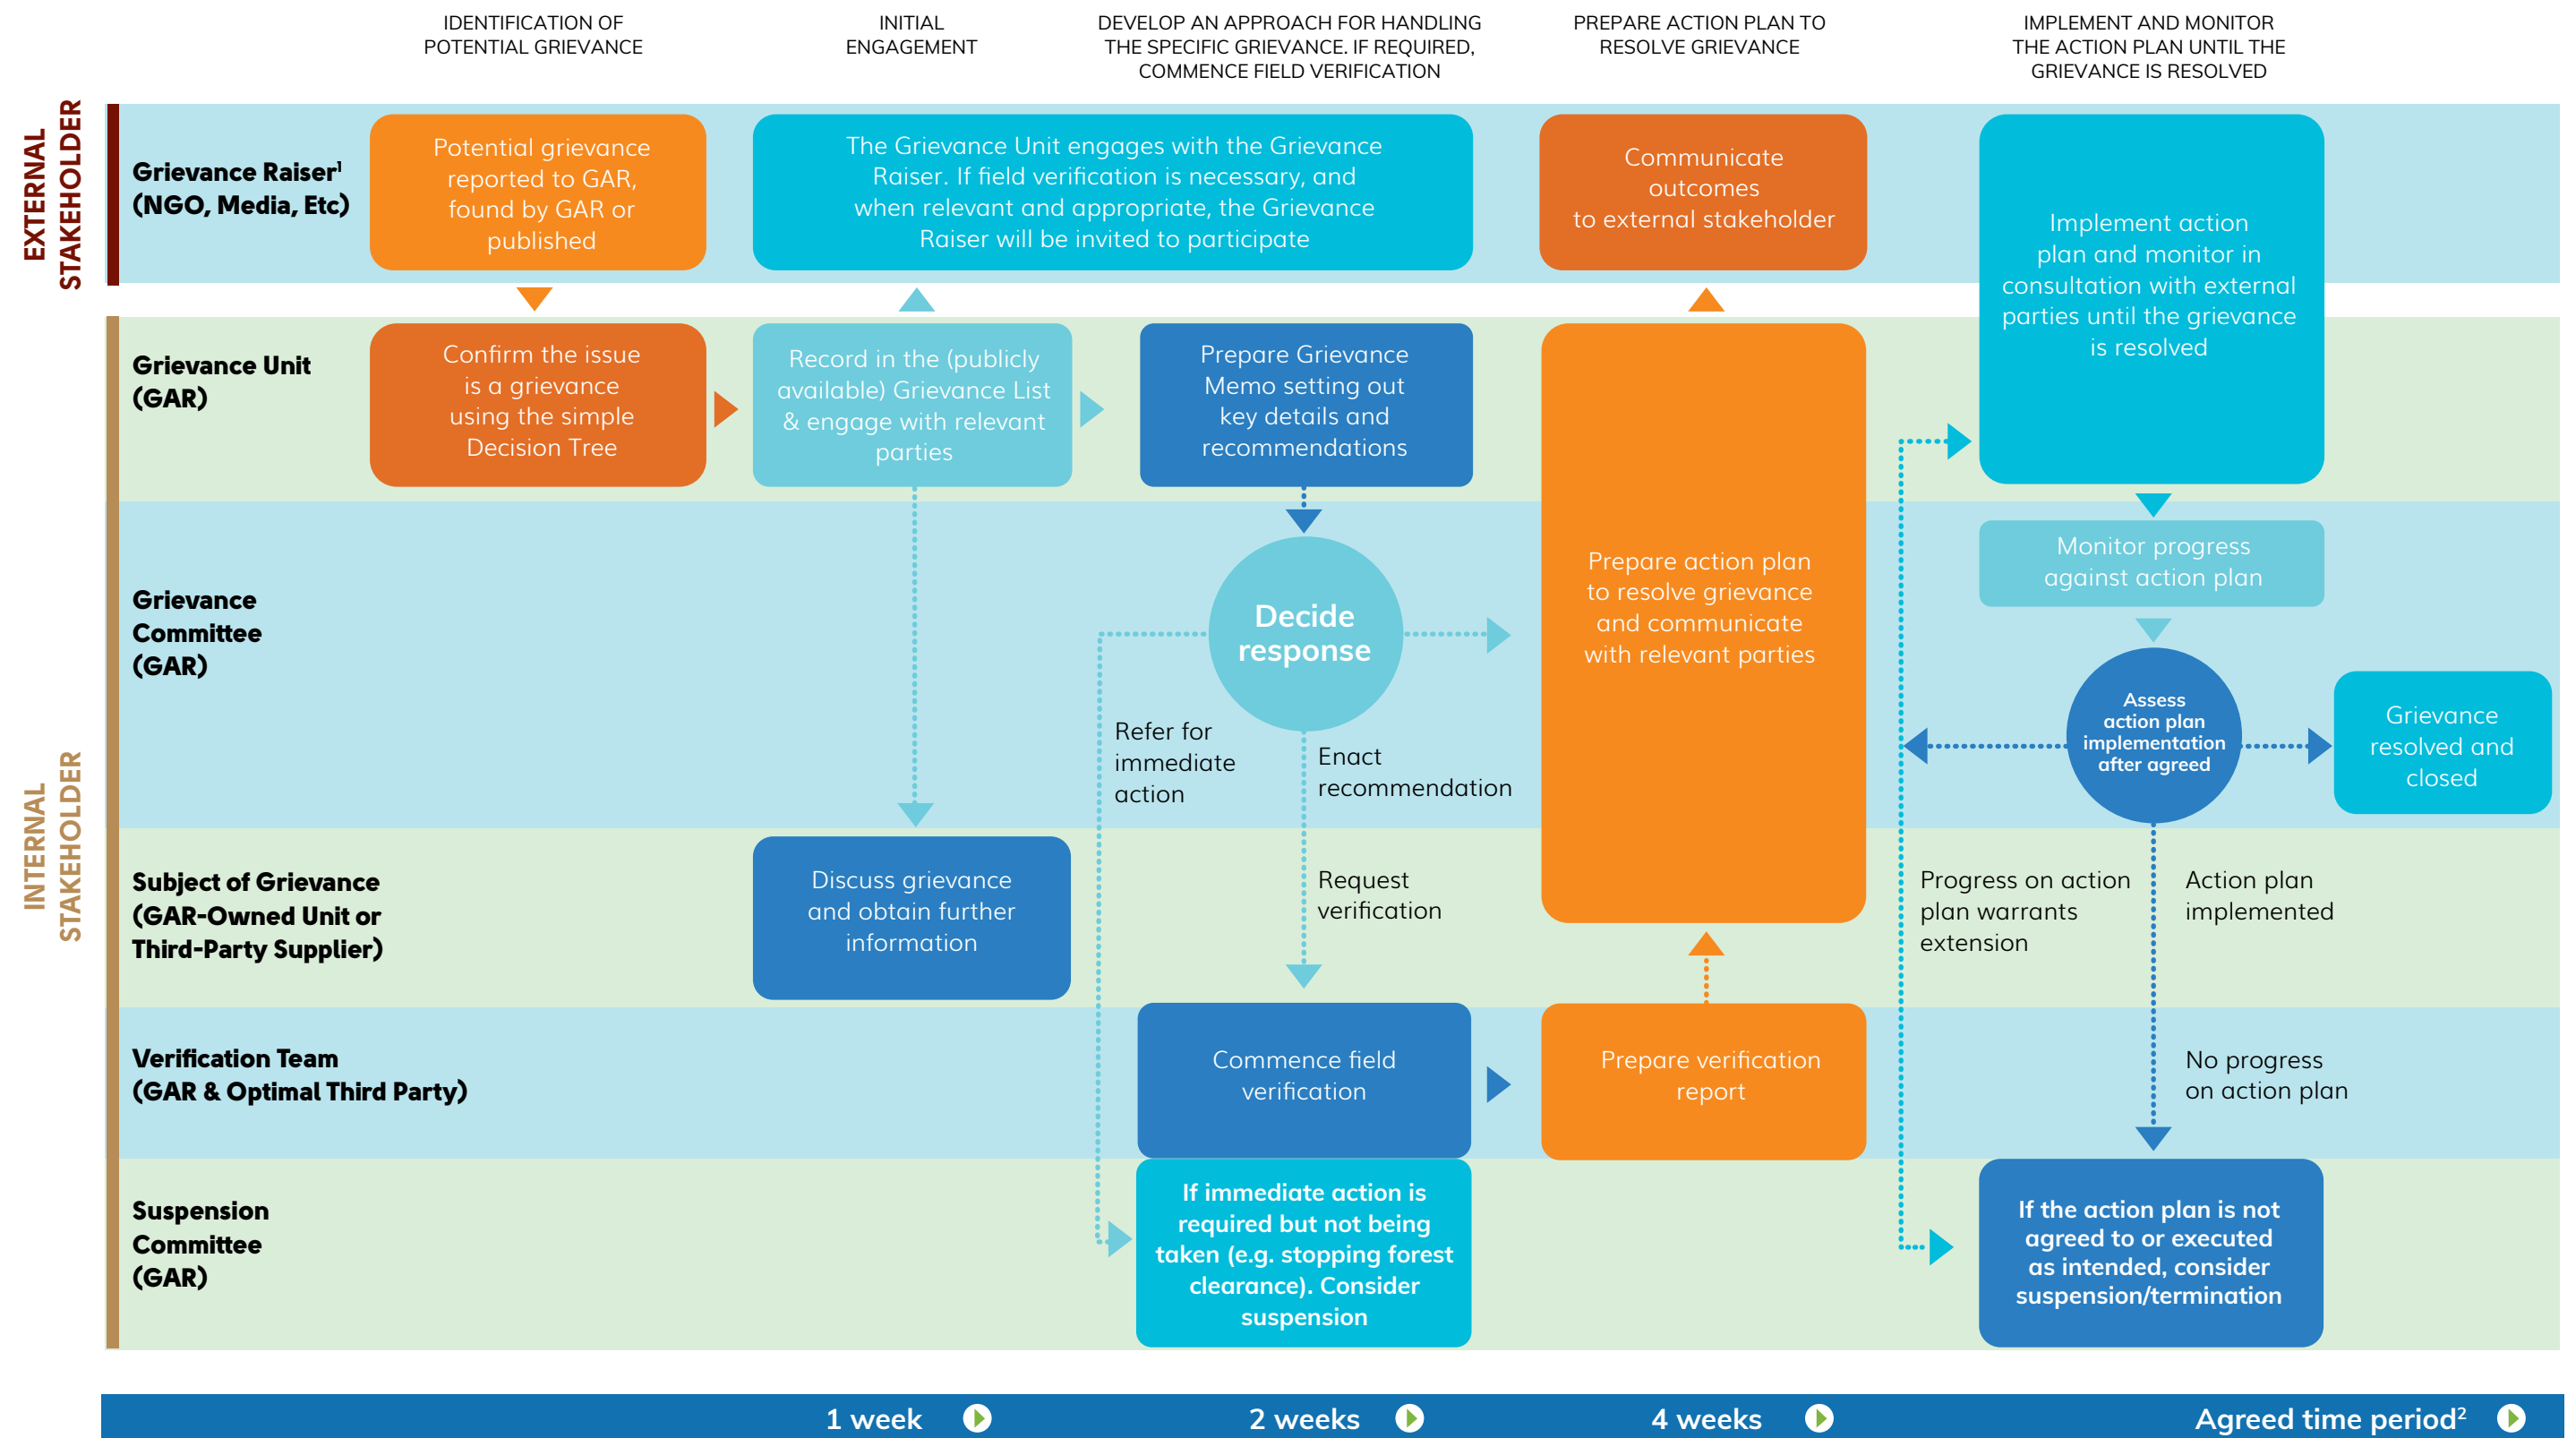 IDENTIFICATION OF
POTENTIAL GRIEVANCE
INITIAL
ENGAGEMENT
DEVELOP AN APPROACH FOR HANDLING
THE SPECIFIC GRIEVANCE. IF REQUIRED,
COMMENCE FIELD VERIFICATION
PREPARE ACTION PLAN TO
RESOLVE GRIEVANCE
IMPLEMENT AND MONITOR
THE ACTION PLAN UNTIL THE
GRIEVANCE IS RESOLVED
EXTERNAL
STAKEHOLDER
Grievance Raiser¹
(NGO, Media, Etc)
Potential grievance
reported to GAR,
found by GAR or
published
The Grievance Unit engages with the Grievance
Raiser. If field verification is necessary, and
when relevant and appropriate, the Grievance
Raiser will be invited to participate
Communicate
outcomes
to external stakeholder
Implement action
plan and monitor in
consultation with external
parties until the grievance
is resolved
INTERNAL
STAKEHOLDER
Grievance Unit
(GAR)
Confirm the issue
is a grievance
using the simple
Decision Tree
Record in the (publicly
available) Grievance List
& engage with relevant
parties
Prepare Grievance
Memo setting out
key details and
recommendations
Prepare action plan
to resolve grievance
and communicate
with relevant parties
Grievance
Committee
(GAR)
Decide
response
Refer for
immediate
action
Enact
recommendation
Monitor progress
against action plan
Assess
action plan
implementation
after agreed
Grievance
resolved and
closed
Subject of Grievance
(GAR-Owned Unit or
Third-Party Supplier)
Discuss grievance
and obtain further
information
Request
verification
Progress on action
plan warrants
extension
Action plan
implemented
Verification Team
(GAR & Optimal Third Party)
Commence field
verification
Prepare verification
report
No progress
on action plan
Suspension
Committee
(GAR)
If immediate action is
required but not being
taken (e.g. stopping forest
clearance). Consider
suspension
If the action plan is not
agreed to or executed
as intended, consider
suspension/termination
1 week
2 weeks
4 weeks
Agreed time period²